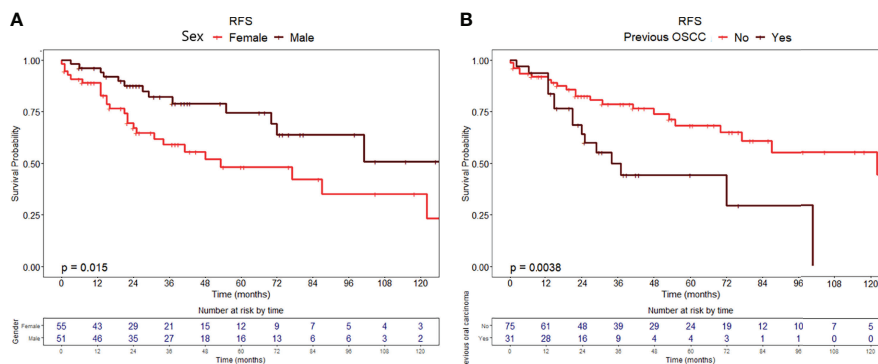 A
RFS
Sex Female Male
Survival Probability
1.00
0.75
0.50
0.25
0.00
p = 0.015
0 12 24 36 48 60 72 84 96 108 120
Time (months)
Number at risk by time
Gender
Female 55 43 29 21 15 12 9 7 5 4 3
Male 51 46 35 27 18 16 13 6 6 3 2
0 12 24 36 48 60 72 84 96 108 120
Time (months)
B
RFS
Previous OSCC No Yes
Survival Probability
1.00
0.75
0.50
0.25
0.00
p = 0.0038
0 12 24 36 48 60 72 84 96 108 120
Time (months)
Number at risk by time
Previous oral carcinoma
No 75 61 48 39 29 24 19 12 10 7 5
Yes 31 28 16 9 4 4 3 1 1 0 0
0 12 24 36 48 60 72 84 96 108 120
Time (months)